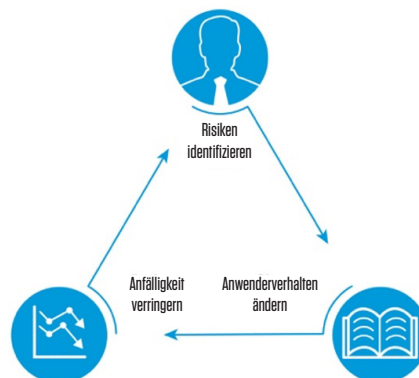 Risiken
identifizieren
Anfälligkeit
verringern
Anwenderverhalten
ändern